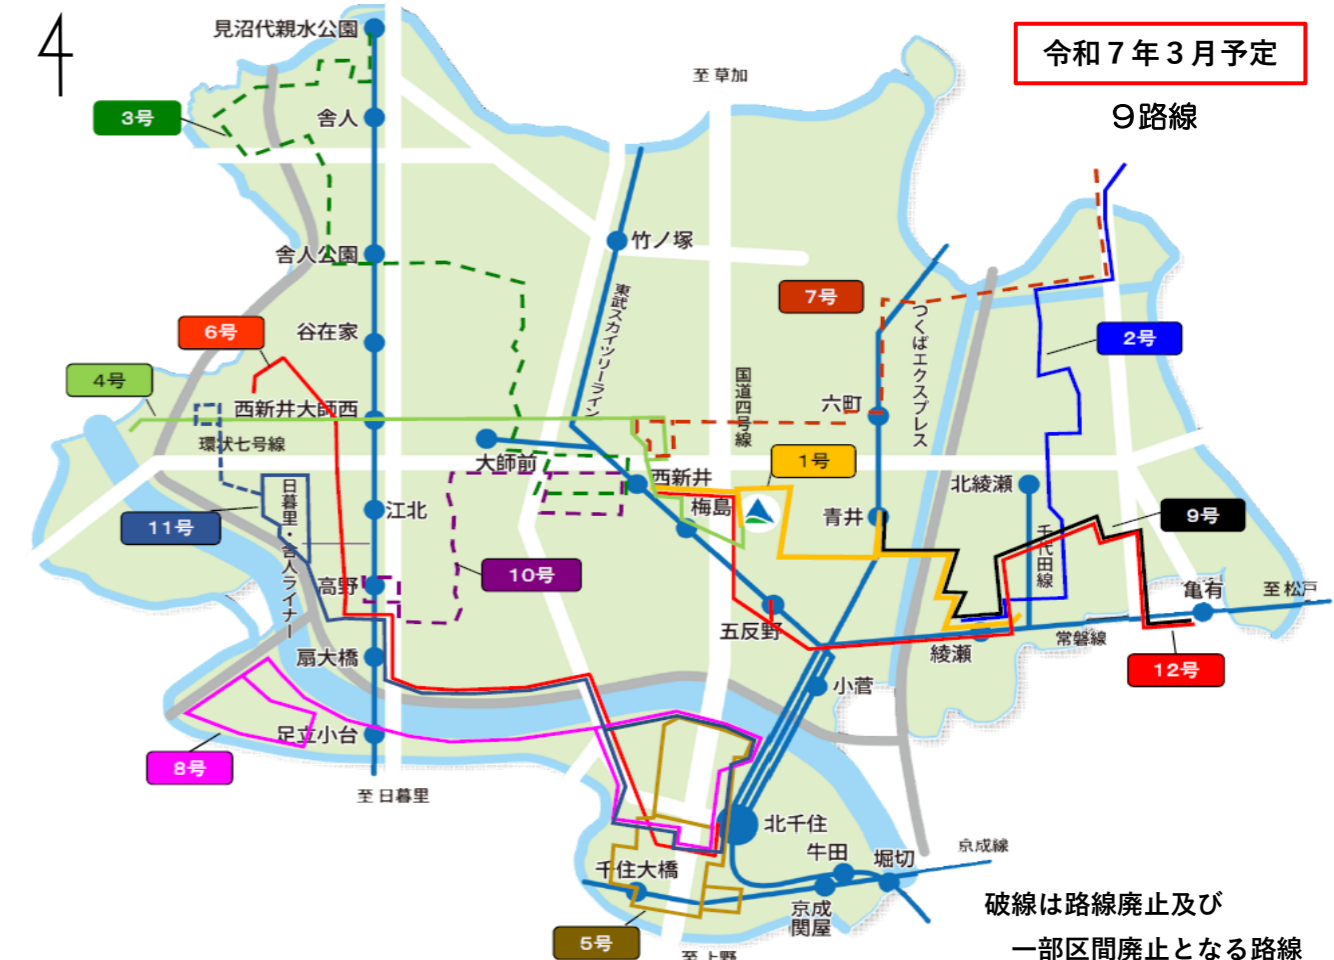 見沼代親水公園
令和７年３月予定
９路線
至 草加
3号
舎人
竹ノ塚
舎人公園
東武スカイツリーライン
7号
つくばエクスプレス
2号
6号
谷在家
国道四号線
4号
西新井大師西
六町
環状七号線
大師前
西新井
1号
北綾瀬
日暮里・舎人ライナー
江北
梅島
青井
9号
11号
千代田線
10号
高野
亀有
至 松戸
五反野
綾瀬
常磐線
扇大橋
小菅
12号
足立小台
8号
至 日暮里
北千住
牛田
堀切
京成線
千住大橋
京成
関屋
5号
至 上野
破線は路線廃止及び
一部区間廃止となる路線